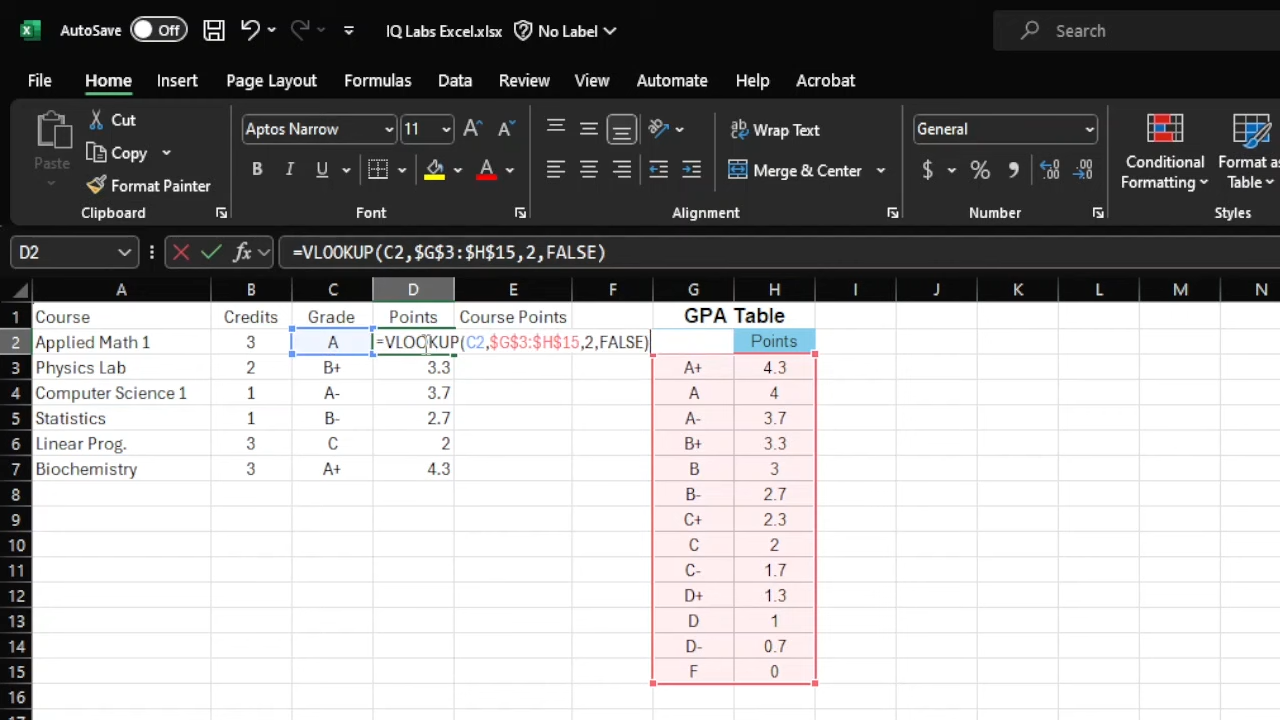 AutoSave Off IQ Labs Excel.xlsx No Label Search
File Home Insert Page Layout Formulas Data Review View Automate Help Acrobat
Paste Cut Copy Format Painter Clipboard
Aptos Narrow 11 A A B I U A Font
ab Wrap Text Merge & Center Alignment
General $ % 9 .00 Number
Conditional Formatting Format as Table Styles
D2 fx =VLOOKUP(C2,$G$3:$H$15,2,FALSE)
A B C D E F G H I J K L M N
1 Course Credits Grade Points Course Points GPA Table
2 Applied Math 1 3 A =VLOOKUP(C2,$G$3:$H$15,2,FALSE) Points
3 Physics Lab 2 B+ 3.3 A+ 4.3
4 Computer Science 1 1 A- 3.7 A 4
5 Statistics 1 B- 2.7 A- 3.7
6 Linear Prog. 3 C 2 B+ 3.3
7 Biochemistry 3 A+ 4.3 B 3
8 B- 2.7
9 C+ 2.3
10 C 2
11 C- 1.7
12 D+ 1.3
13 D 1
14 D- 0.7
15 F 0
16